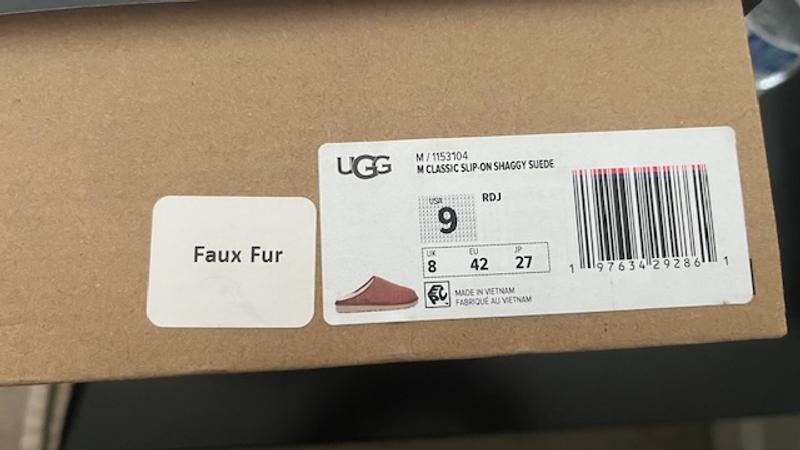 Faux Fur
UGG
M / 1153104
M CLASSIC SLIP-ON SHAGGY SUEDE
USA
9
RDJ
UK EU JP
8 42 27
MADE IN VIETNAM
FABRIQUÉ AU VIETNAM
1 97634 29286 1